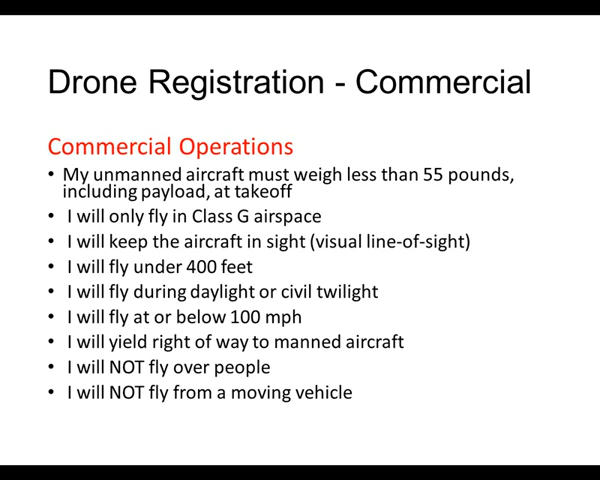 Drone Registration - Commercial
Commercial Operations
• My unmanned aircraft must weigh less than 55 pounds,
including payload, at takeoff
• I will only fly in Class G airspace
• I will keep the aircraft in sight (visual line-of-sight)
• I will fly under 400 feet
• I will fly during daylight or civil twilight
• I will fly at or below 100 mph
• I will yield right of way to manned aircraft
• I will NOT fly over people
• I will NOT fly from a moving vehicle